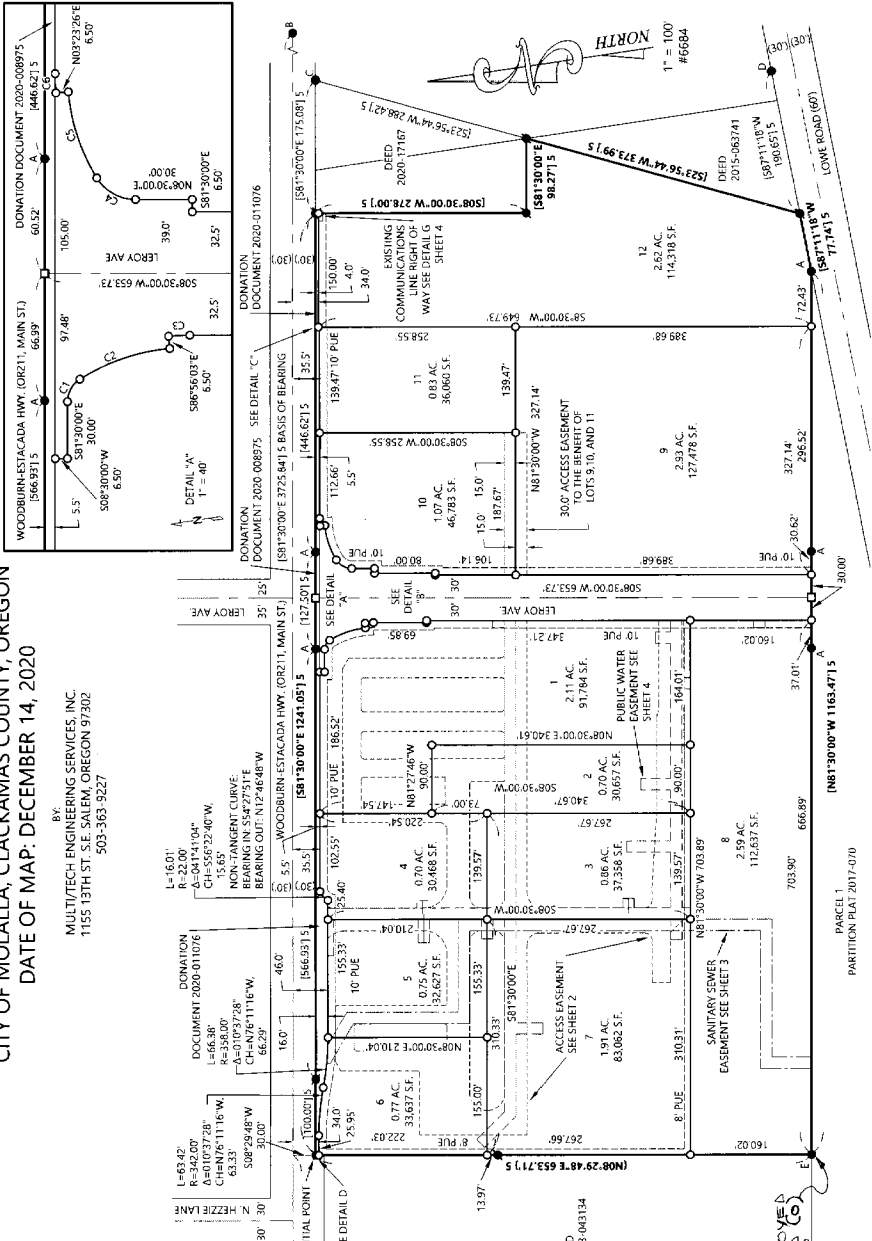 CITY OF MOLALLA, CLACKAMAS COUNTY, OREGON
DATE OF MAP: DECEMBER 14, 2020
BY:
MULTI/TECH ENGINEERING SERVICES, INC.
1155 13TH ST. S.E. SALEM, OREGON 97302
503-363-9227
WOODBURN-ESTACADA HWY. (OR211, MAIN ST.)
DONATION DOCUMENT 2020-008975
[566.93'] 5
66.99'
60.52'
[446.62'] 5
A
A
5.5'
97.48'
105.00'
C6
N03°23'26"E
6.50'
C7
S81°30'00"E
30.00'
S08°30'00"W
6.50'
C2
C5
C4
N08°30'00"E
30.00'
S86°56'03"E
6.50'
C3
S81°30'00"E
6.50'
39.0'
LEROY AVE
S08°30'00"W 653.73'
32.5'
32.5'
DETAIL "A"
1" = 40'
N
NORTH
1" = 100'
#6684
L=63.42'
R=342.00'
Δ=010°37'28"
CH=N76°11'16"W,
63.33'
S08°29'48"W
30.00'
DONATION
DOCUMENT 2020-011076
L=66.38'
R=358.00'
Δ=010°37'28"
CH=N76°11'16"W,
66.29'
L=16.01'
R=22.00'
Δ=041°41'04"
CH=S56°22'40"W,
15.65'
NON-TANGENT CURVE:
BEARING IN: S54°27'51"E
BEARING OUT: N12°46'48"W
N. HEZZIE LANE
30'
30'
LEROY AVE
35'
25'
DONATION
DOCUMENT 2020-008975
SEE DETAIL "C"
DONATION
DOCUMENT 2020-011076
WOODBURN-ESTACADA HWY. (OR211, MAIN ST.)
[S81°30'00"E 3725.84'] 5 BASIS OF BEARING
B
16.0'
46.0'
5.5'
35.5'
(30') (30')
[566.93'] 5
[446.62'] 5
35.5'
(30') (30')
[S81°30'00"E 175.08'] 5
C
TIAL POINT
E DETAIL D
[100.00'] 5
[S81°30'00"E 1241.05'] 5
[127.50'] 5
34.0'
25.95'
155.33'
10' PUE
25.40'
102.55'
10' PUE
186.52'
SEE DETAIL
"A"
112.66'
5.5'
139.47'
10' PUE
150.00'
4.0'
34.0'
EXISTING
COMMUNICATIONS
LINE RIGHT OF
WAY SEE DETAIL G
SHEET 4
DEED
2020-17167
[S23°56'44"W 288.42'] 5
[S08°30'00"W 278.00'] 5
[S81°30'00"E
98.27'] 5
[S23°56'44"W 373.99'] 5
DEED
2015-063741
[S87°11'18"W
190.65'] 5
D
(30') (30')
LOWE ROAD (60')
[S87°11'18"W
77.74'] 5
SEE
DETAIL
"B"
30'
30'
10' PUE
80.00'
106.14'
69.85'
347.21'
10' PUE
6
0.77 AC.
33,637 S.F.
222.03'
8' PUE
N08°30'00"E 210.04'
5
0.75 AC.
32,627 S.F.
210.04'
4
0.70 AC.
30,468 S.F.
220.54'
147.54'
N81°27'46"W
90.00'
73.00'
1
2.11 AC.
91,784 S.F.
N08°30'00"E 340.61'
2
0.70 AC.
30,657 S.F.
S08°30'00"W
340.67'
PUBLIC WATER
EASEMENT SEE
SHEET 4
10
1.07 AC.
46,783 S.F.
S08°30'00"W 258.55'
11
0.83 AC.
36,060 S.F.
258.55'
12
2.62 AC.
114,318 S.F.
S8°30'00"W
649.73'
139.47'
15.0'
15.0'
187.67'
N81°30'00"W 327.14'
30.0' ACCESS EASEMENT
TO THE BENEFIT OF
LOTS 9,10, AND 11
9
2.93 AC.
127,478 S.F.
389.68'
389.68'
LEROY AVE
S08°30'00"W 653.73'
13.97'
155.00'
310.33'
155.33'
S81°30'00"E
139.57'
S08°30'00"W
267.67'
267.67'
ACCESS EASEMENT
SEE SHEET 2
7
1.91 AC.
83,062 S.F.
3
0.86 AC.
37,358 S.F.
267.66'
(N08°29'48"E 653.71') 5
8' PUE
310.31'
N81°30'00"W 703.89'
139.57'
90.00'
164.01'
SANITARY SEWER
EASEMENT SEE SHEET 3
160.02'
160.02'
8
2.59 AC.
112,637 S.F.
703.90'
666.89'
37.01'
10' PUE
30.62'
327.14'
296.52'
72.43'
A
A
A
30.00'
[N81°30'00"W 1163.47'] 5
E
3-043134
PARCEL 1
PARTITION PLAT 2017-070